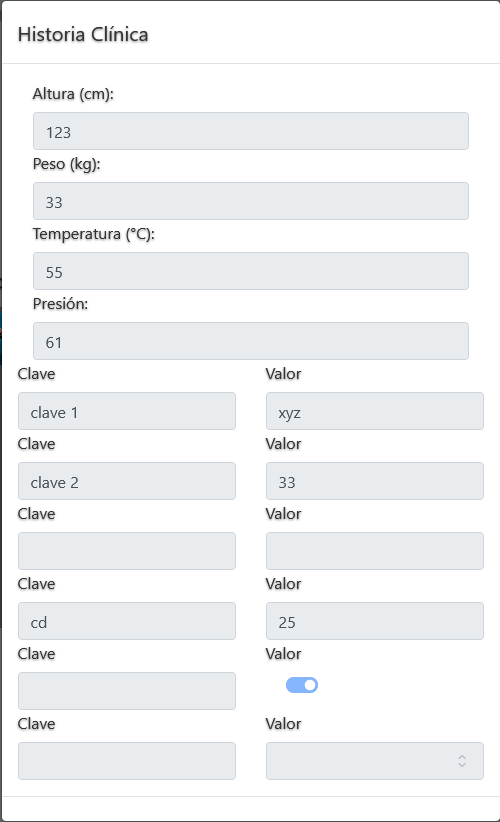 Historia Clínica
Altura (cm):
123
Peso (kg):
33
Temperatura (°C):
55
Presión:
61
Clave Valor
clave 1 xyz
Clave Valor
clave 2 33
Clave Valor
Clave Valor
cd 25
Clave Valor
Clave Valor